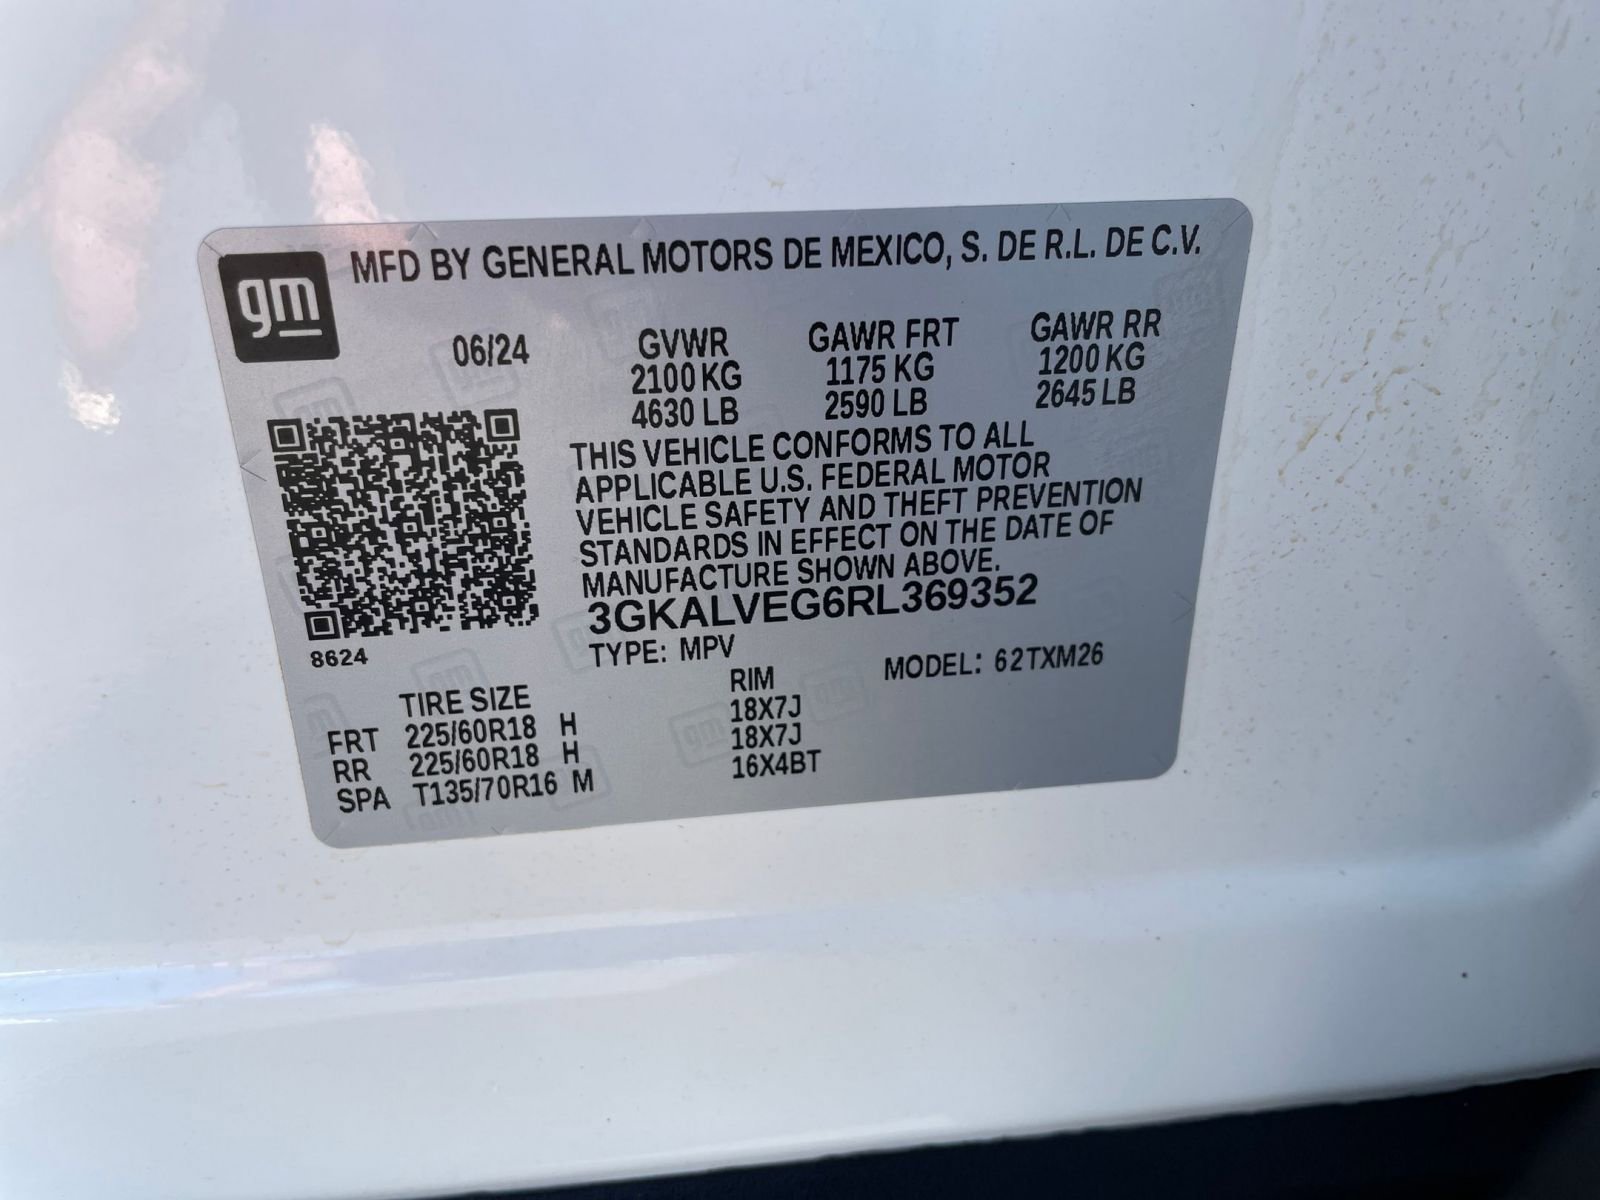 gm
MFD BY GENERAL MOTORS DE MEXICO, S. DE R.L. DE C.V.
06/24 GVWR GAWR FRT GAWR RR
2100 KG 1175 KG 1200 KG
4630 LB 2590 LB 2645 LB
THIS VEHICLE CONFORMS TO ALL
APPLICABLE U.S. FEDERAL MOTOR
VEHICLE SAFETY AND THEFT PREVENTION
STANDARDS IN EFFECT ON THE DATE OF
MANUFACTURE SHOWN ABOVE.
3GKALVEG6RL369352
8624 TYPE: MPV MODEL: 62TXM26
TIRE SIZE RIM
FRT 225/60R18 H 18X7J
RR 225/60R18 H 18X7J
SPA T135/70R16 M 16X4BT